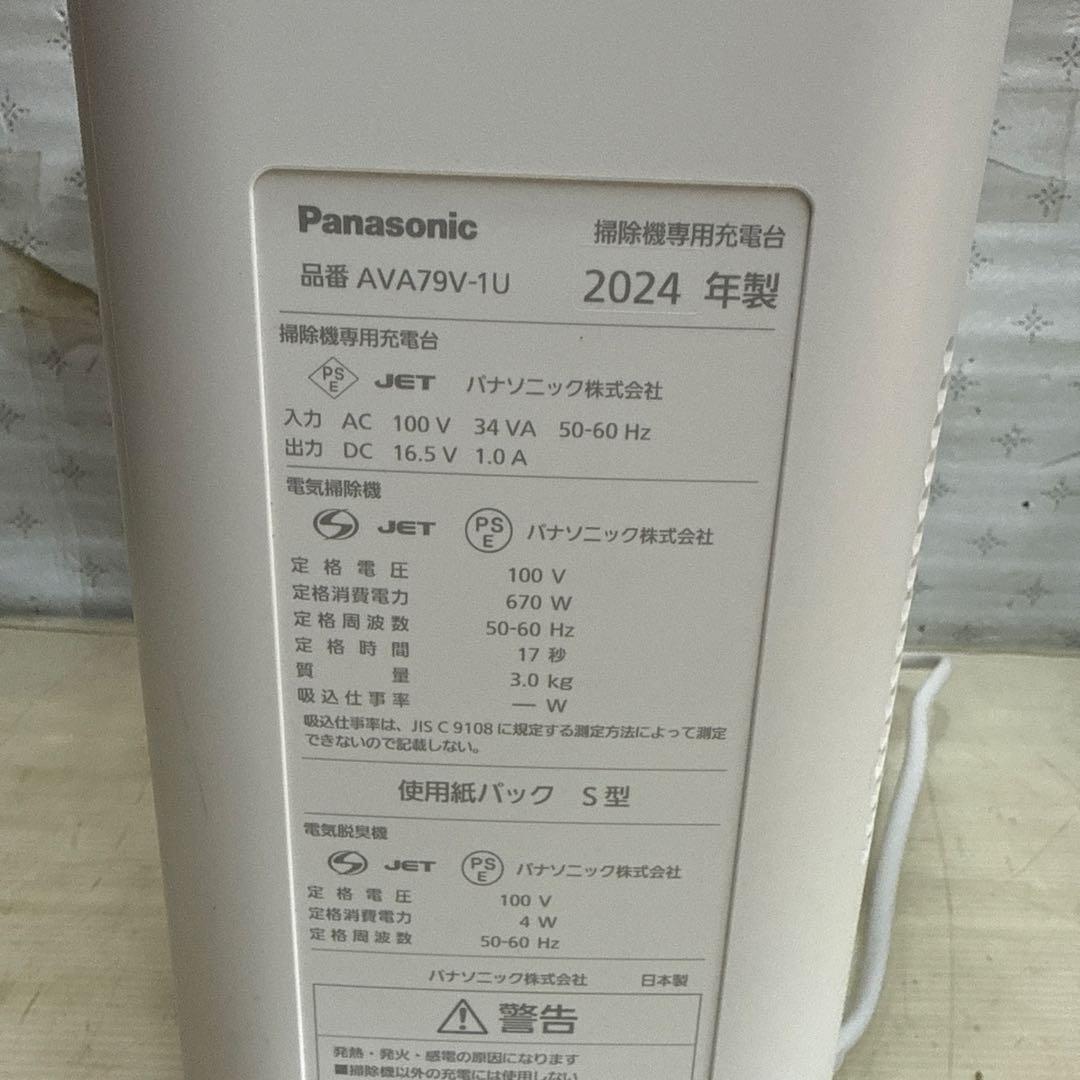 Panasonic 掃除機専用充電台
品番 AVA79V-1U 2024 年製
掃除機専用充電台
PSE JET パナソニック株式会社
入力 AC 100 V 34 VA 50-60 Hz
出力 DC 16.5 V 1.0 A
電気掃除機
S JET PSE パナソニック株式会社
定格電圧 100 V
定格消費電力 670 W
定格周波数 50-60 Hz
定格時間 17 秒
質量 3.0 kg
吸込仕事率 — W
吸込仕事率は、JIS C 9108 に規定する測定方法によって測定
できないので記載しない。
使用紙パック S 型
電気脱臭機
S JET PSE パナソニック株式会社
定格電圧 100 V
定格消費電力 4 W
定格周波数 50-60 Hz
パナソニック株式会社 日本製
警告
発熱・発火・感電の原因になります
■掃除機以外の充電には使用しない